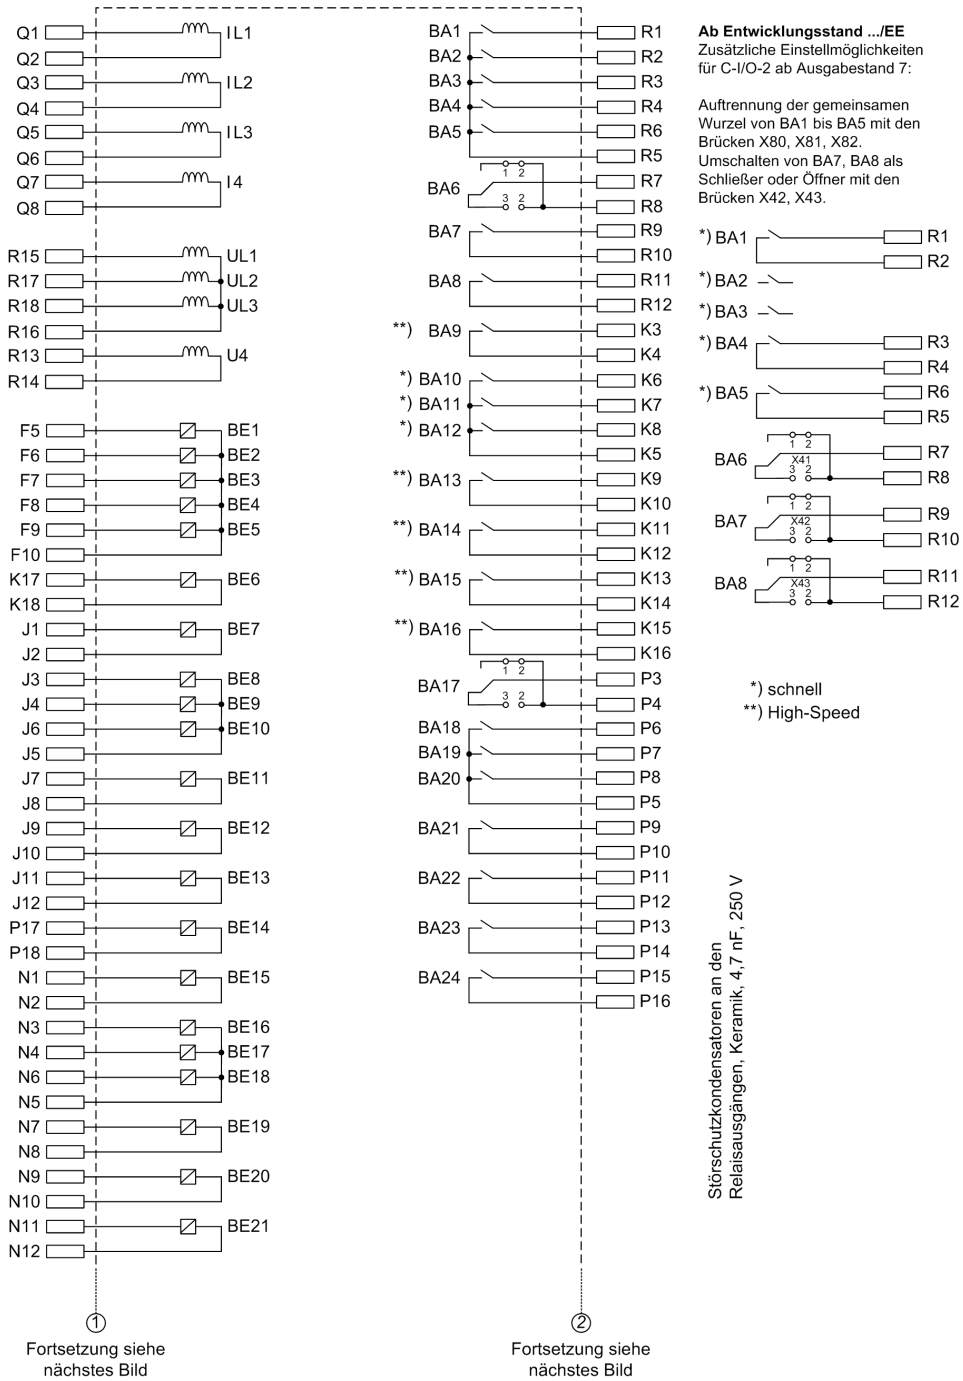 Q1 IL1
Q2
Q3 IL2
Q4
Q5 IL3
Q6
Q7 I4
Q8
R15 UL1
R17 UL2
R18 UL3
R16
R13 U4
R14
F5 BE1
F6 BE2
F7 BE3
F8 BE4
F9 BE5
F10
K17 BE6
K18
J1 BE7
J2
J3 BE8
J4 BE9
J6 BE10
J5
J7 BE11
J8
J9 BE12
J10
J11 BE13
J12
P17 BE14
P18
N1 BE15
N2
N3 BE16
N4 BE17
N6 BE18
N5
N7 BE19
N8
N9 BE20
N10
N11 BE21
N12
1
Fortsetzung siehe
nächstes Bild
BA1 R1
BA2 R2
BA3 R3
BA4 R4
BA5 R6
R5
1 2
BA6 R7
3 2
R8
BA7 R9
R10
BA8 R11
R12
**) BA9 K3
K4
*) BA10 K6
*) BA11 K7
*) BA12 K8
K5
**) BA13 K9
K10
**) BA14 K11
K12
**) BA15 K13
K14
**) BA16 K15
K16
1 2
BA17 P3
3 2
P4
BA18 P6
BA19 P7
BA20 P8
P5
BA21 P9
P10
BA22 P11
P12
BA23 P13
P14
BA24 P15
P16
2
Fortsetzung siehe
nächstes Bild
Ab Entwicklungsstand .../EE
Zusätzliche Einstellmöglichkeiten
für C-I/O-2 ab Ausgabestand 7:
Auftrennung der gemeinsamen
Wurzel von BA1 bis BA5 mit den
Brücken X80, X81, X82.
Umschalten von BA7, BA8 als
Schließer oder Öffner mit den
Brücken X42, X43.
*) BA1 R1
R2
*) BA2
*) BA3
*) BA4 R3
R4
*) BA5 R6
R5
1 2
BA6 X41 R7
3 2
R8
1 2
BA7 X42 R9
3 2
R10
1 2
BA8 X43 R11
3 2
R12
*) schnell
**) High-Speed
Störschutzkondensatoren an den
Relaisausgängen, Keramik, 4,7 nF, 250 V